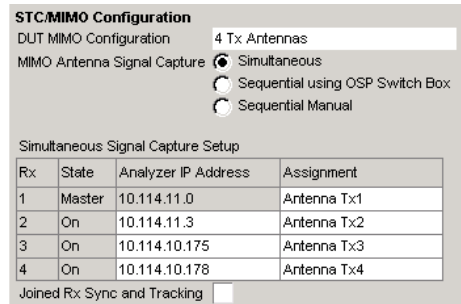 STC/MIMO Configuration
DUT MIMO Configuration 4 Tx Antennas
MIMO Antenna Signal Capture Simultaneous
Sequential using OSP Switch Box
Sequential Manual
Simultaneous Signal Capture Setup
Rx State Analyzer IP Address Assignment
1 Master 10.114.11.0 Antenna Tx1
2 On 10.114.11.3 Antenna Tx2
3 On 10.114.10.175 Antenna Tx3
4 On 10.114.10.178 Antenna Tx4
Joined Rx Sync and Tracking